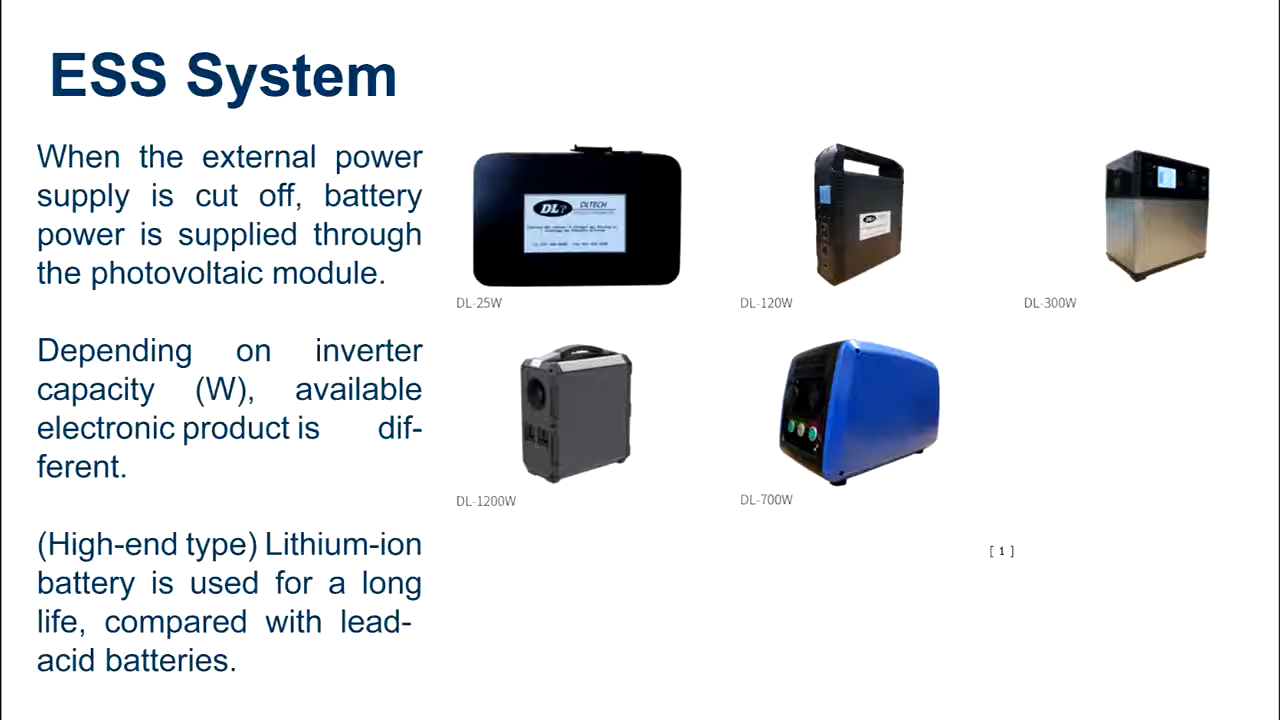 ESS System
When the external power
supply is cut off, battery
power is supplied through
the photovoltaic module.
Depending on inverter
capacity (W), available
electronic product is dif-
ferent.
(High-end type) Lithium-ion
battery is used for a long
life, compared with lead-
acid batteries.
DLT DLTECH
DL-25W
DL-120W
DL-300W
DL-1200W
DL-700W
[ 1 ]